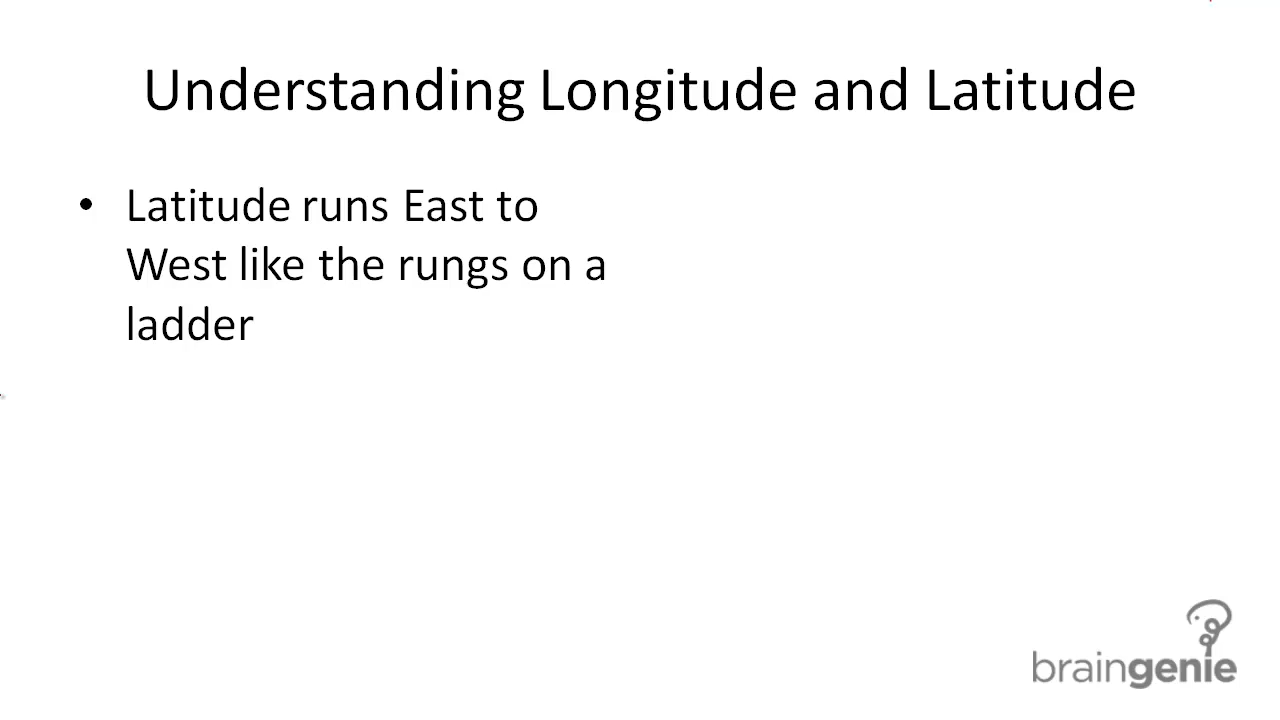 Understanding Longitude and Latitude
• Latitude runs East to
West like the rungs on a
ladder
braingenie